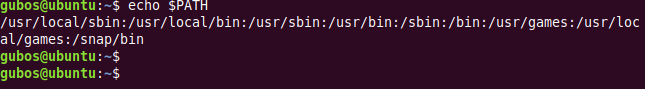 gubos@ubuntu:~$ echo $PATH
/usr/local/sbin:/usr/local/bin:/usr/sbin:/usr/bin:/sbin:/bin:/usr/games:/usr/loc
al/games:/snap/bin
gubos@ubuntu:~$
gubos@ubuntu:~$